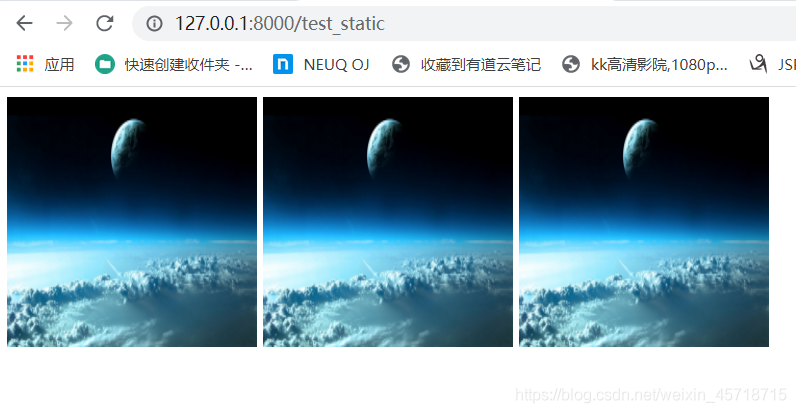 127.0.0.1:8000/test_static
应用 快速创建收件夹 -... n NEUQ OJ 收藏到有道云笔记 kk高清影院,1080p... JSI
https://blog.csdn.net/weixin_45718715